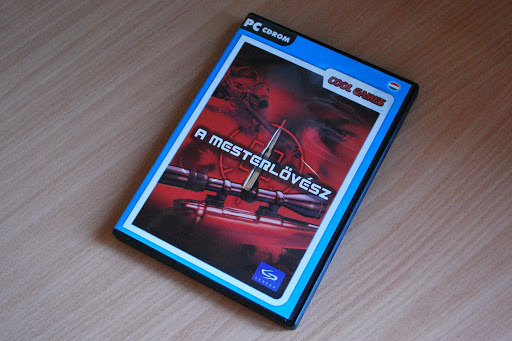 PC CDROM
COOL GAMES
A MESTERLÖVÉSZ